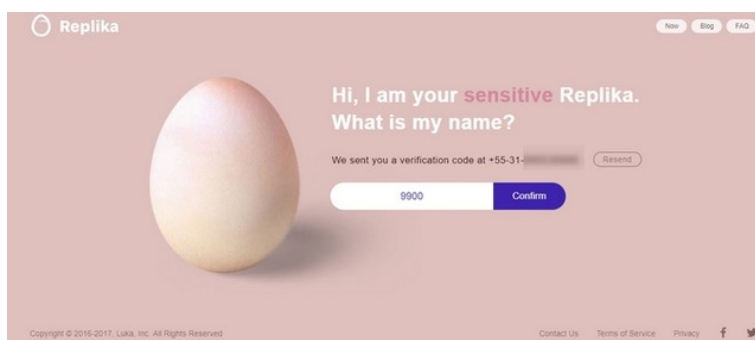 Replika
Now Blog FAQ
Hi, I am your sensitive Replika.
What is my name?
We sent you a verification code at +55-31-
Resend
9900 Confirm
Copyright © 2016-2017. Luka, Inc. All Rights Reserved
Contact Us Terms of Service Privacy